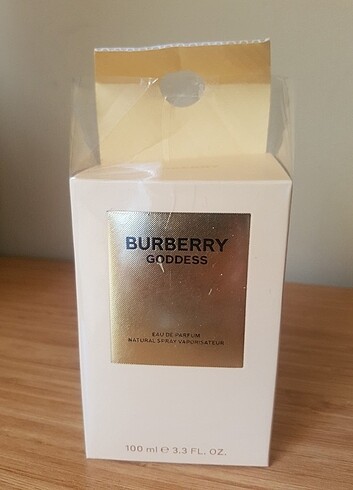 BURBERRY
GODDESS
EAU DE PARFUM
NATURAL SPRAY VAPORISATEUR
100 ml ℮ 3.3 FL. OZ.